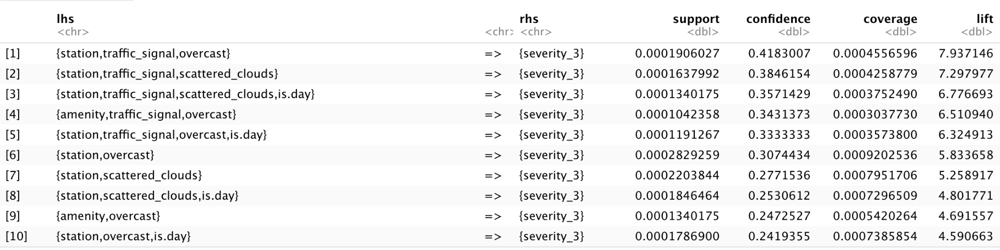 lhs rhs support confidence coverage lift
<chr> <chr> <chr> <dbl> <dbl> <dbl> <dbl>
[1] {station,traffic_signal,overcast} => {severity_3} 0.0001906027 0.4183007 0.0004556596 7.937146
[2] {station,traffic_signal,scattered_clouds} => {severity_3} 0.0001637992 0.3846154 0.0004258779 7.297977
[3] {station,traffic_signal,scattered_clouds,is.day} => {severity_3} 0.0001340175 0.3571429 0.0003752490 6.776693
[4] {amenity,traffic_signal,overcast} => {severity_3} 0.0001042358 0.3431373 0.0003037730 6.510940
[5] {station,traffic_signal,overcast,is.day} => {severity_3} 0.0001191267 0.3333333 0.0003573800 6.324913
[6] {station,overcast} => {severity_3} 0.0002829259 0.3074434 0.0009202536 5.833658
[7] {station,scattered_clouds} => {severity_3} 0.0002203844 0.2771536 0.0007951706 5.258917
[8] {station,scattered_clouds,is.day} => {severity_3} 0.0001846464 0.2530612 0.0007296509 4.801771
[9] {amenity,overcast} => {severity_3} 0.0001340175 0.2472527 0.0005420264 4.691557
[10] {station,overcast,is.day} => {severity_3} 0.0001786900 0.2419355 0.0007385854 4.590663